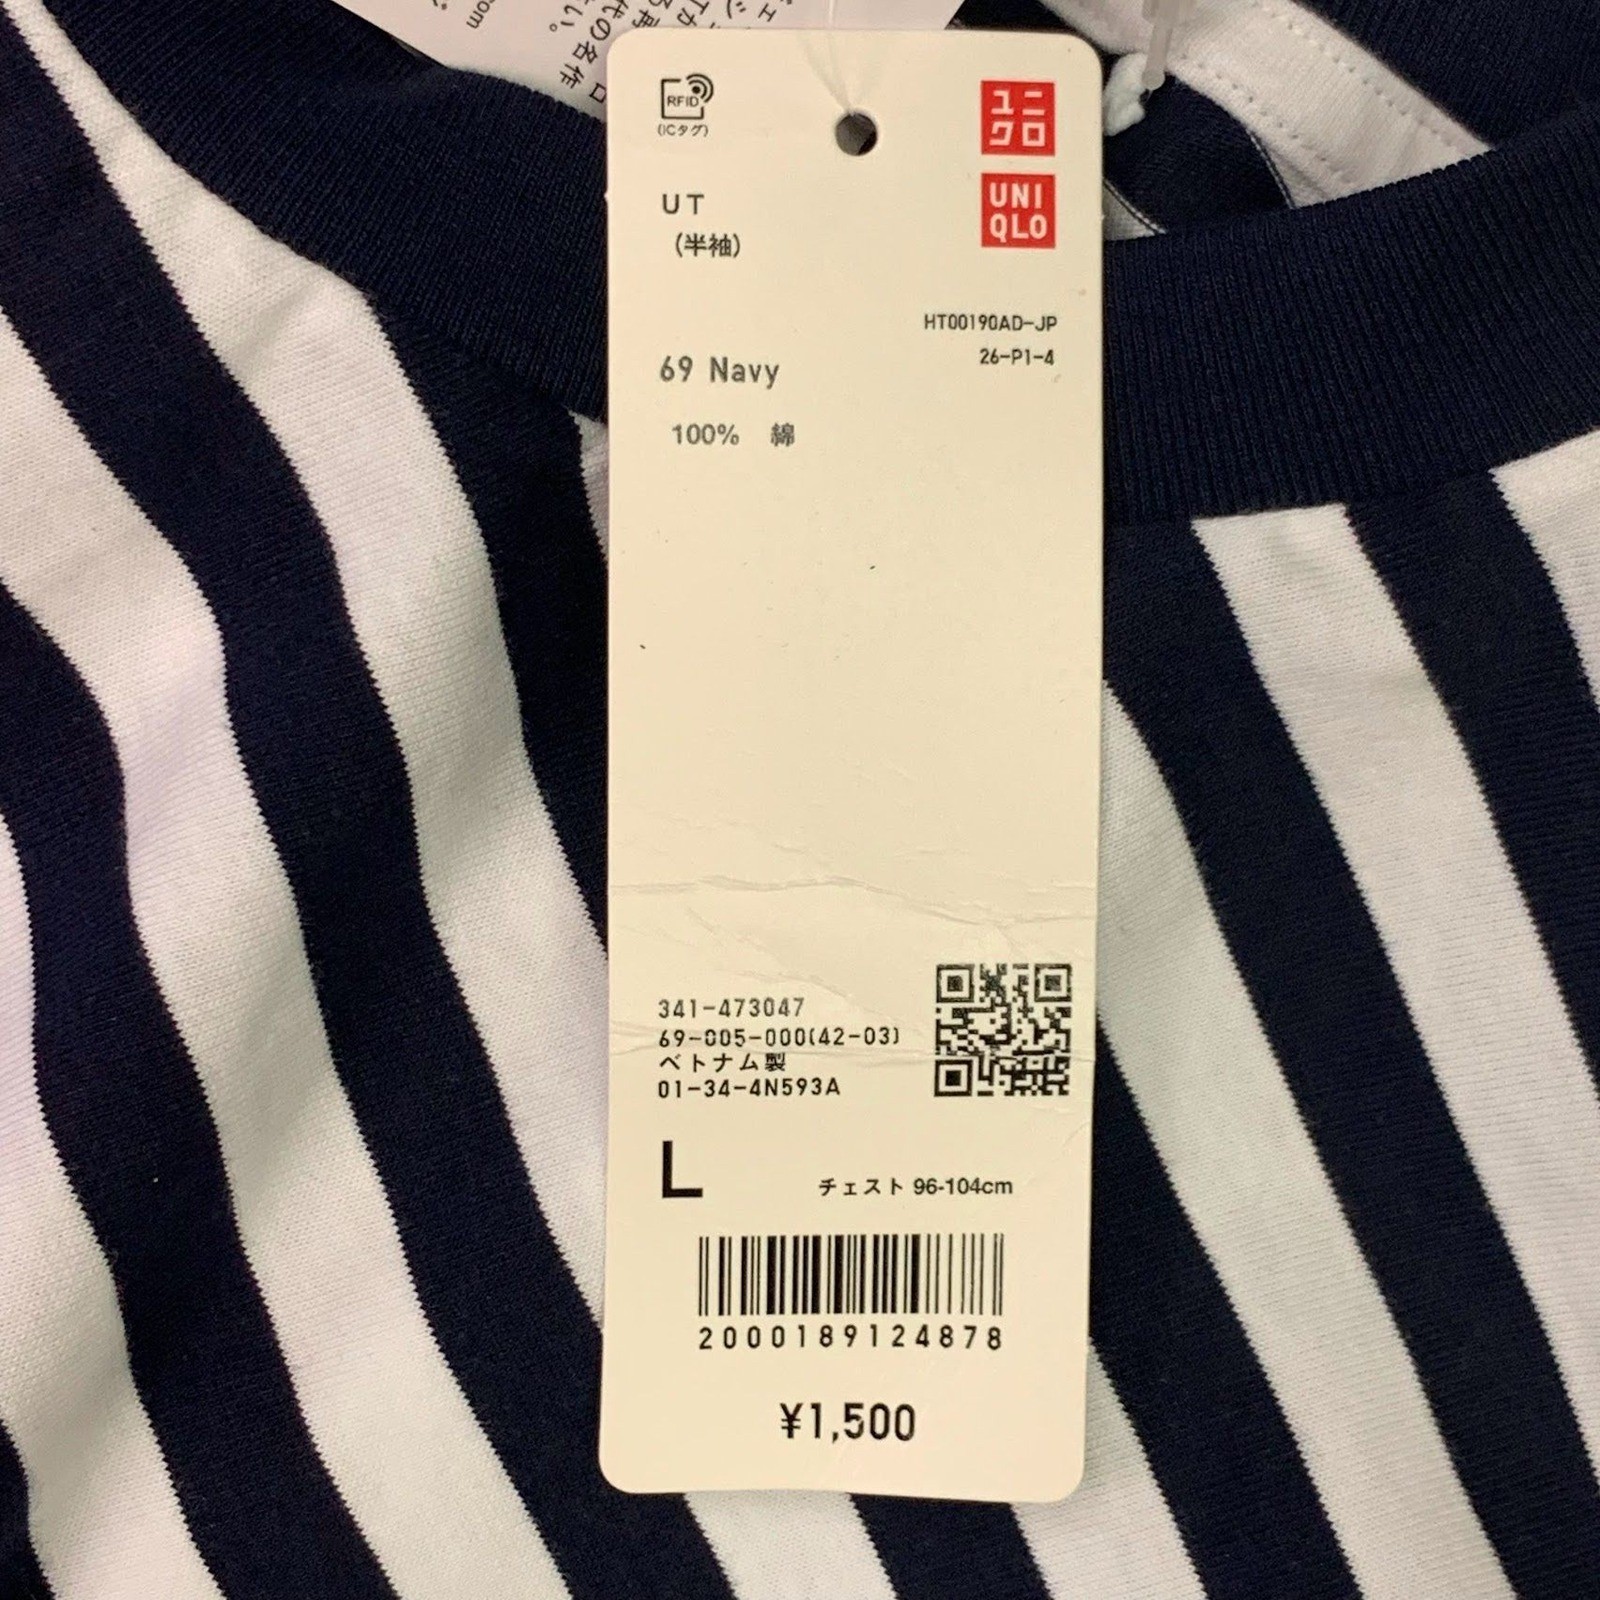 RFID
(ICタグ)
ユニ
クロ
UNI
QLO
UT
(半袖)
HT00190AD-JP
26-P1-4
69 Navy
100% 綿
341-473047
69-005-000(42-03)
ベトナム製
01-34-4N593A
L チェスト 96-104cm
2000189124878
¥1,500